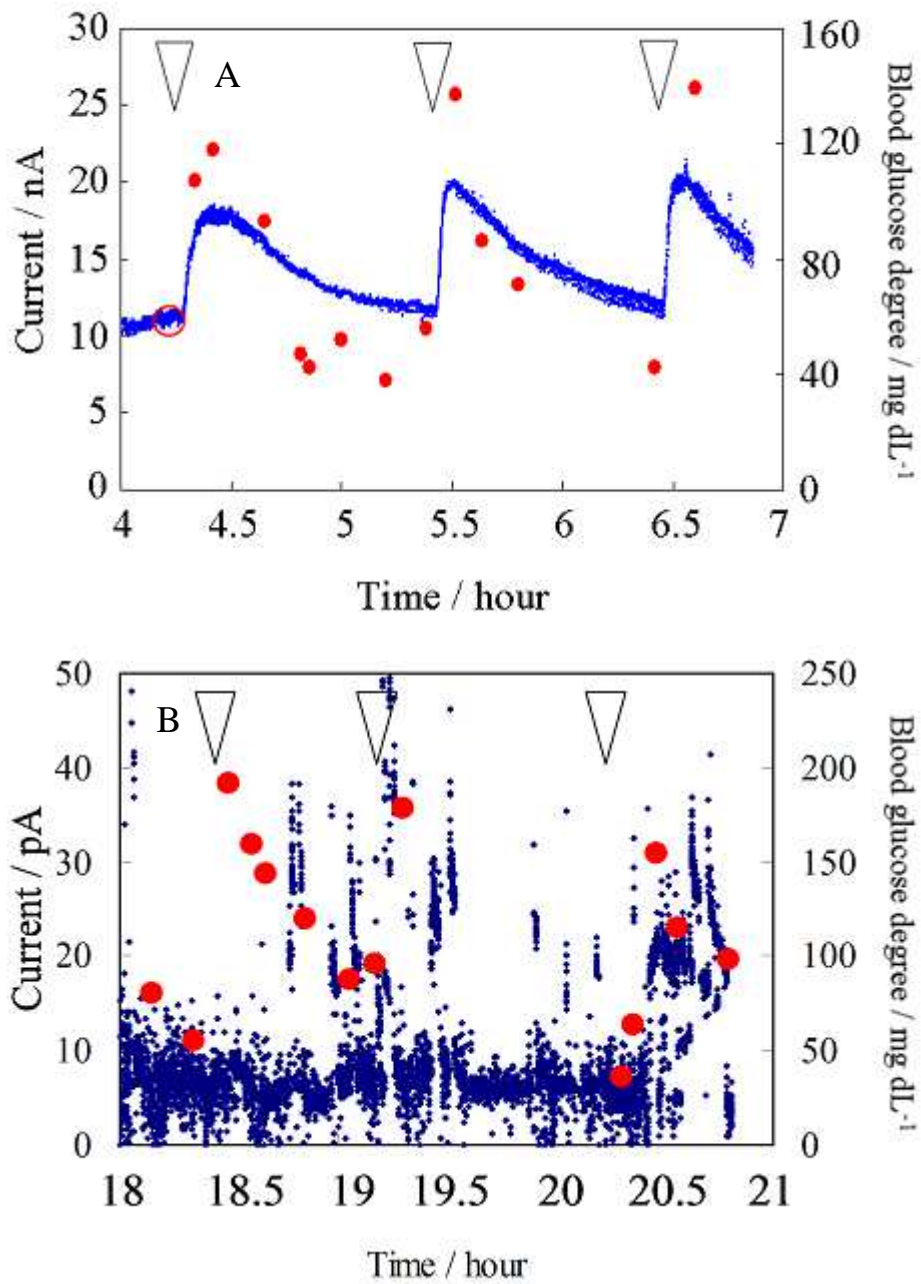 A
Current / nA
30
25
20
15
10
5
0
160
120
80
40
0
Blood glucose degree / mg dL-1
4 4.5 5 5.5 6 6.5 7
Time / hour
B
Current / pA
50
40
30
20
10
0
250
200
150
100
50
0
Blood glucose degree / mg dL-1
18 18.5 19 19.5 20 20.5 21
Time / hour